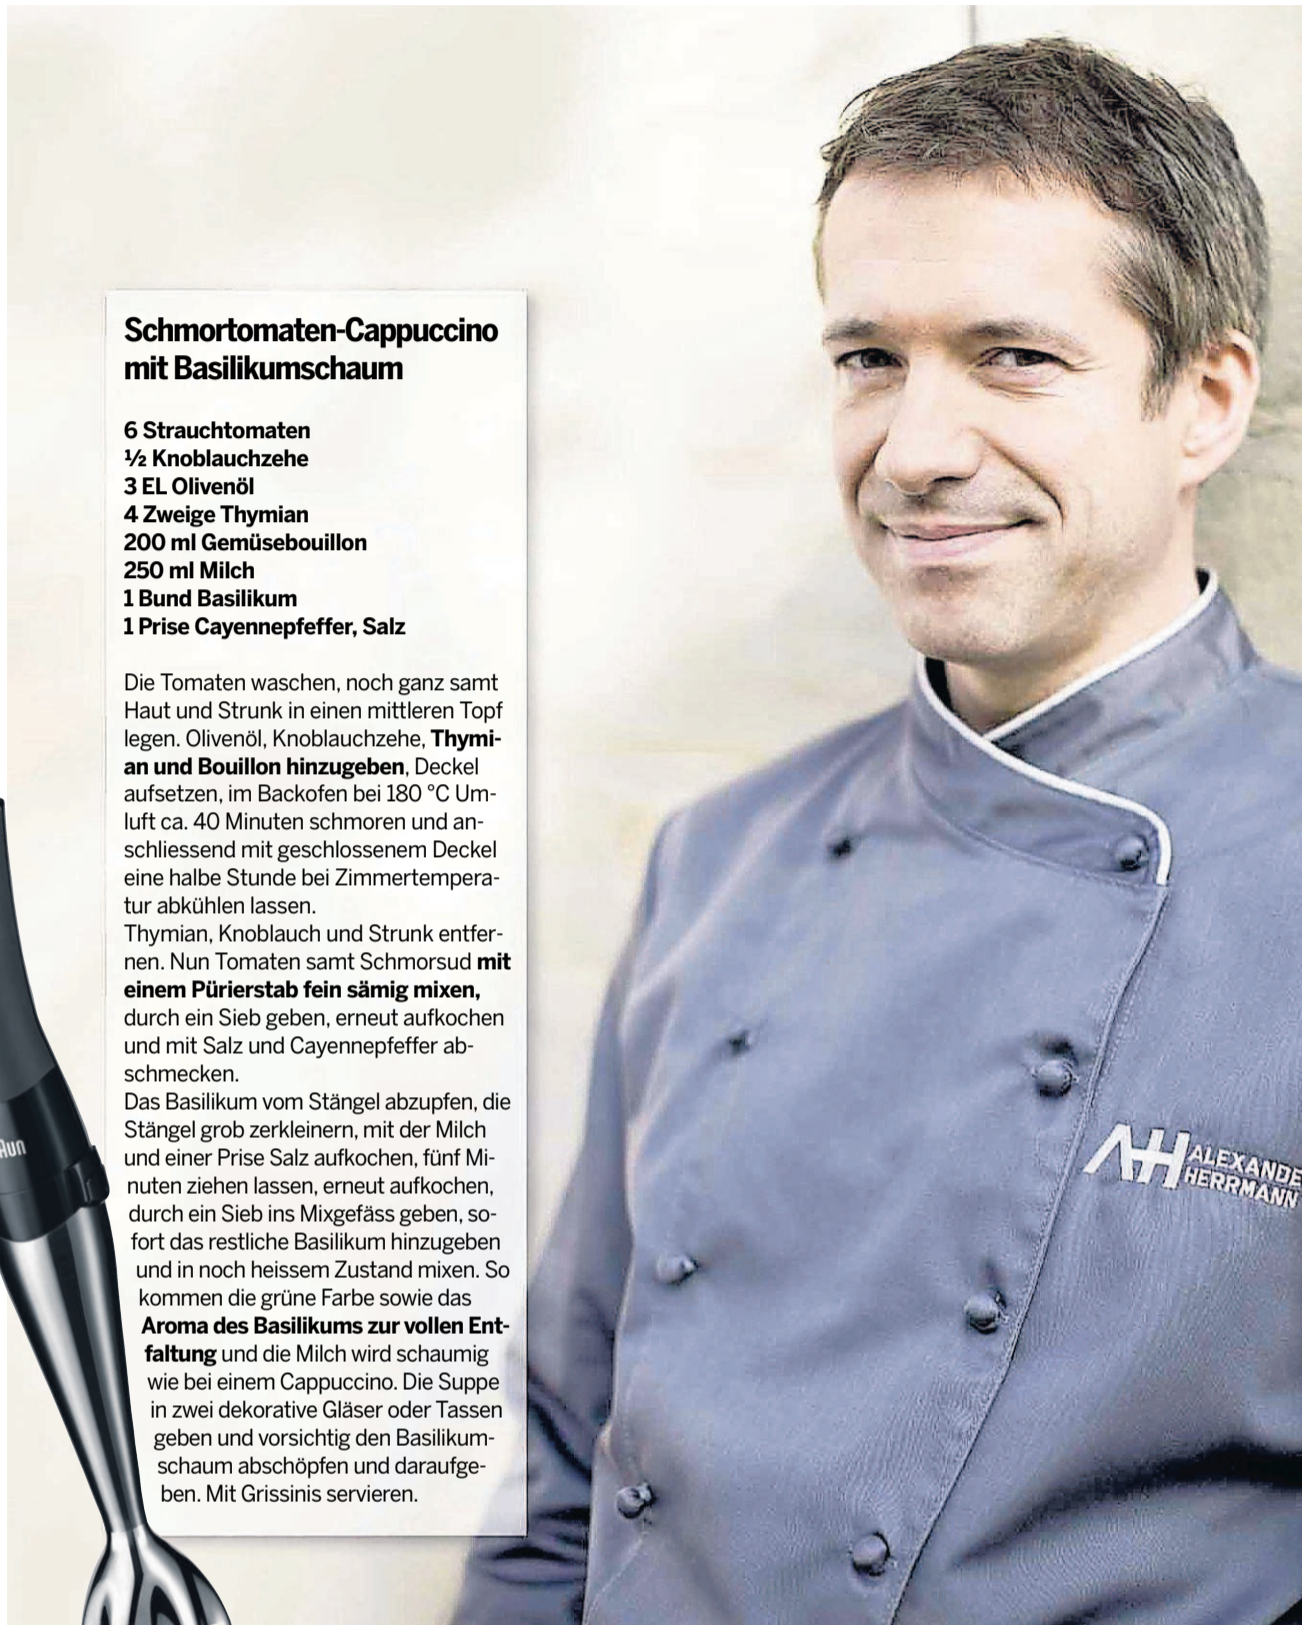 Schmortomaten-Cappuccino
mit Basilikumschaum
6 Strauchtomaten
½ Knoblauchzehe
3 EL Olivenöl
4 Zweige Thymian
200 ml Gemüsebouillon
250 ml Milch
1 Bund Basilikum
1 Prise Cayennepfeffer, Salz
Die Tomaten waschen, noch ganz samt
Haut und Strunk in einen mittleren Topf
legen. Olivenöl, Knoblauchzehe, Thymi-
an und Bouillon hinzugeben, Deckel
aufsetzen, im Backofen bei 180 °C Um-
luft ca. 40 Minuten schmoren und an-
schliessend mit geschlossenem Deckel
eine halbe Stunde bei Zimmertempera-
tur abkühlen lassen.
Thymian, Knoblauch und Strunk entfer-
nen. Nun Tomaten samt Schmorsud mit
einem Pürierstab fein sämig mixen,
durch ein Sieb geben, erneut aufkochen
und mit Salz und Cayennepfeffer ab-
schmecken.
Das Basilikum vom Stängel abzupfen, die
Stängel grob zerkleinern, mit der Milch
und einer Prise Salz aufkochen, fünf Mi-
nuten ziehen lassen, erneut aufkochen,
durch ein Sieb ins Mixgefäss geben, so-
fort das restliche Basilikum hinzugeben
und in noch heissem Zustand mixen. So
kommen die grüne Farbe sowie das
Aroma des Basilikums zur vollen Ent-
faltung und die Milch wird schaumig
wie bei einem Cappuccino. Die Suppe
in zwei dekorative Gläser oder Tassen
geben und vorsichtig den Basilikum-
schaum abschöpfen und daraufge-
ben. Mit Grissinis servieren.
AH ALEXANDE
HERRMANN